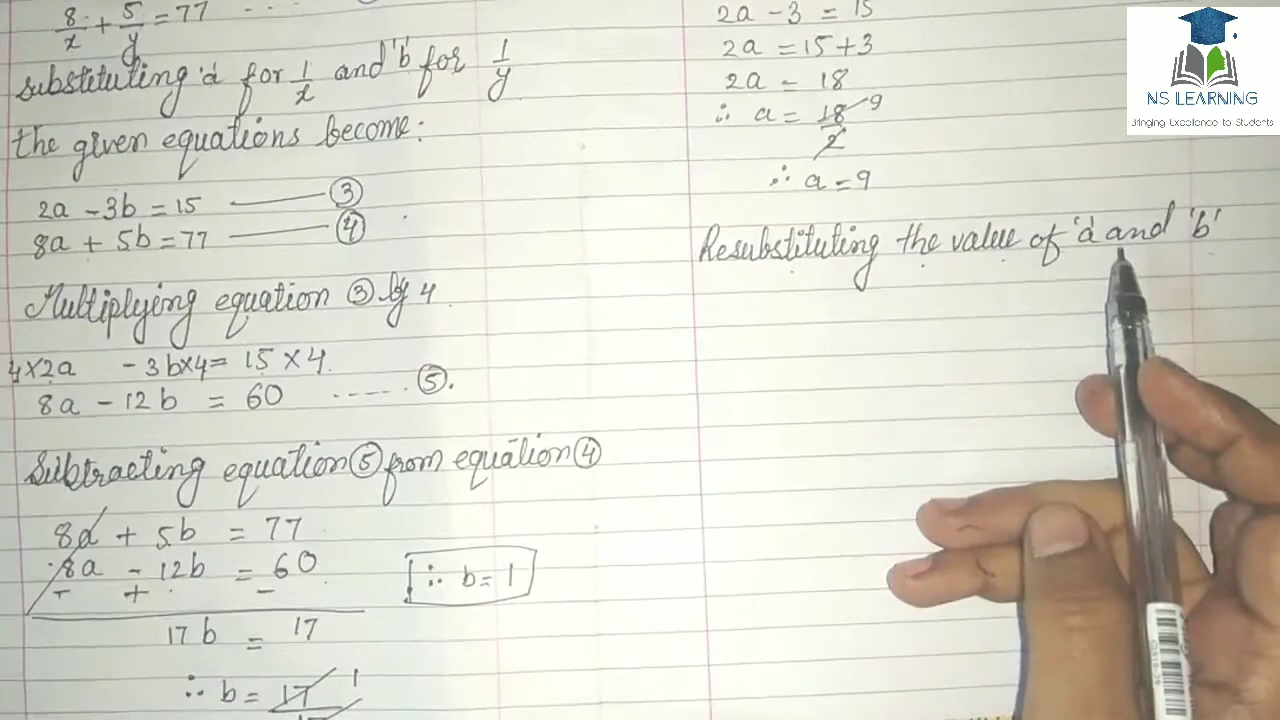 8/x + 5/y = 77
substituting 'a' for 1/x and 'b' for 1/y
the given equations become:
2a - 3b = 15 ——— ③
8a + 5b = 77 ——— ④
Multiplying equation ③ by 4
4×2a - 3b×4 = 15 × 4
8a - 12b = 60 ..... ⑤.
Subtracting equation ⑤ from equation ④
8a + 5b = 77
8a - 12b = 60
- + -
17b = 17
∴ b = 17 1
∴ b = 1
2a - 3 = 15
2a = 15 + 3
2a = 18
∴ a = 18/2 9
∴ a = 9
Resubstituting the value of 'a' and 'b'
NS LEARNING
Bringing Excellence to Students